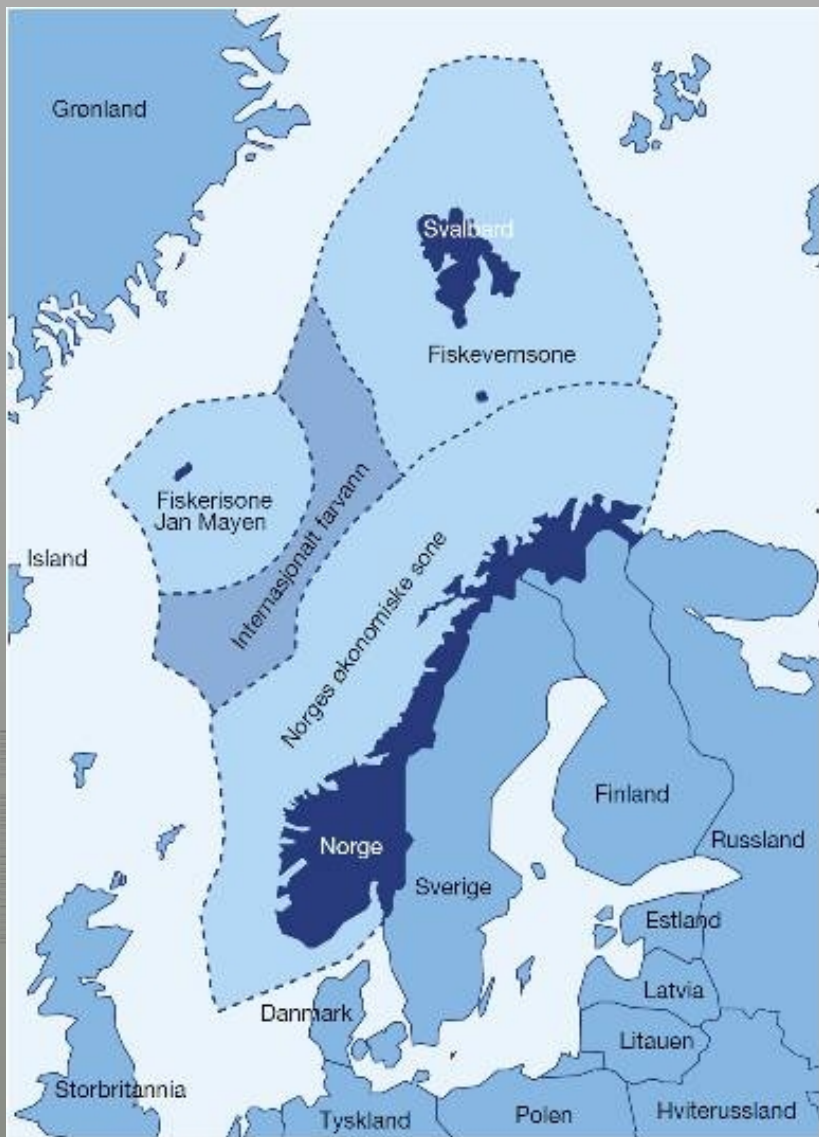 Grønland
Svalbard
Fiskevernsone
Fiskerisone
Jan Mayen
Internasjonalt farvann
Island
Norges økonomiske sone
Finland
Russland
Norge
Sverige
Estland
Latvia
Danmark
Litauen
Storbritannia
Tyskland
Polen
Hviterussland